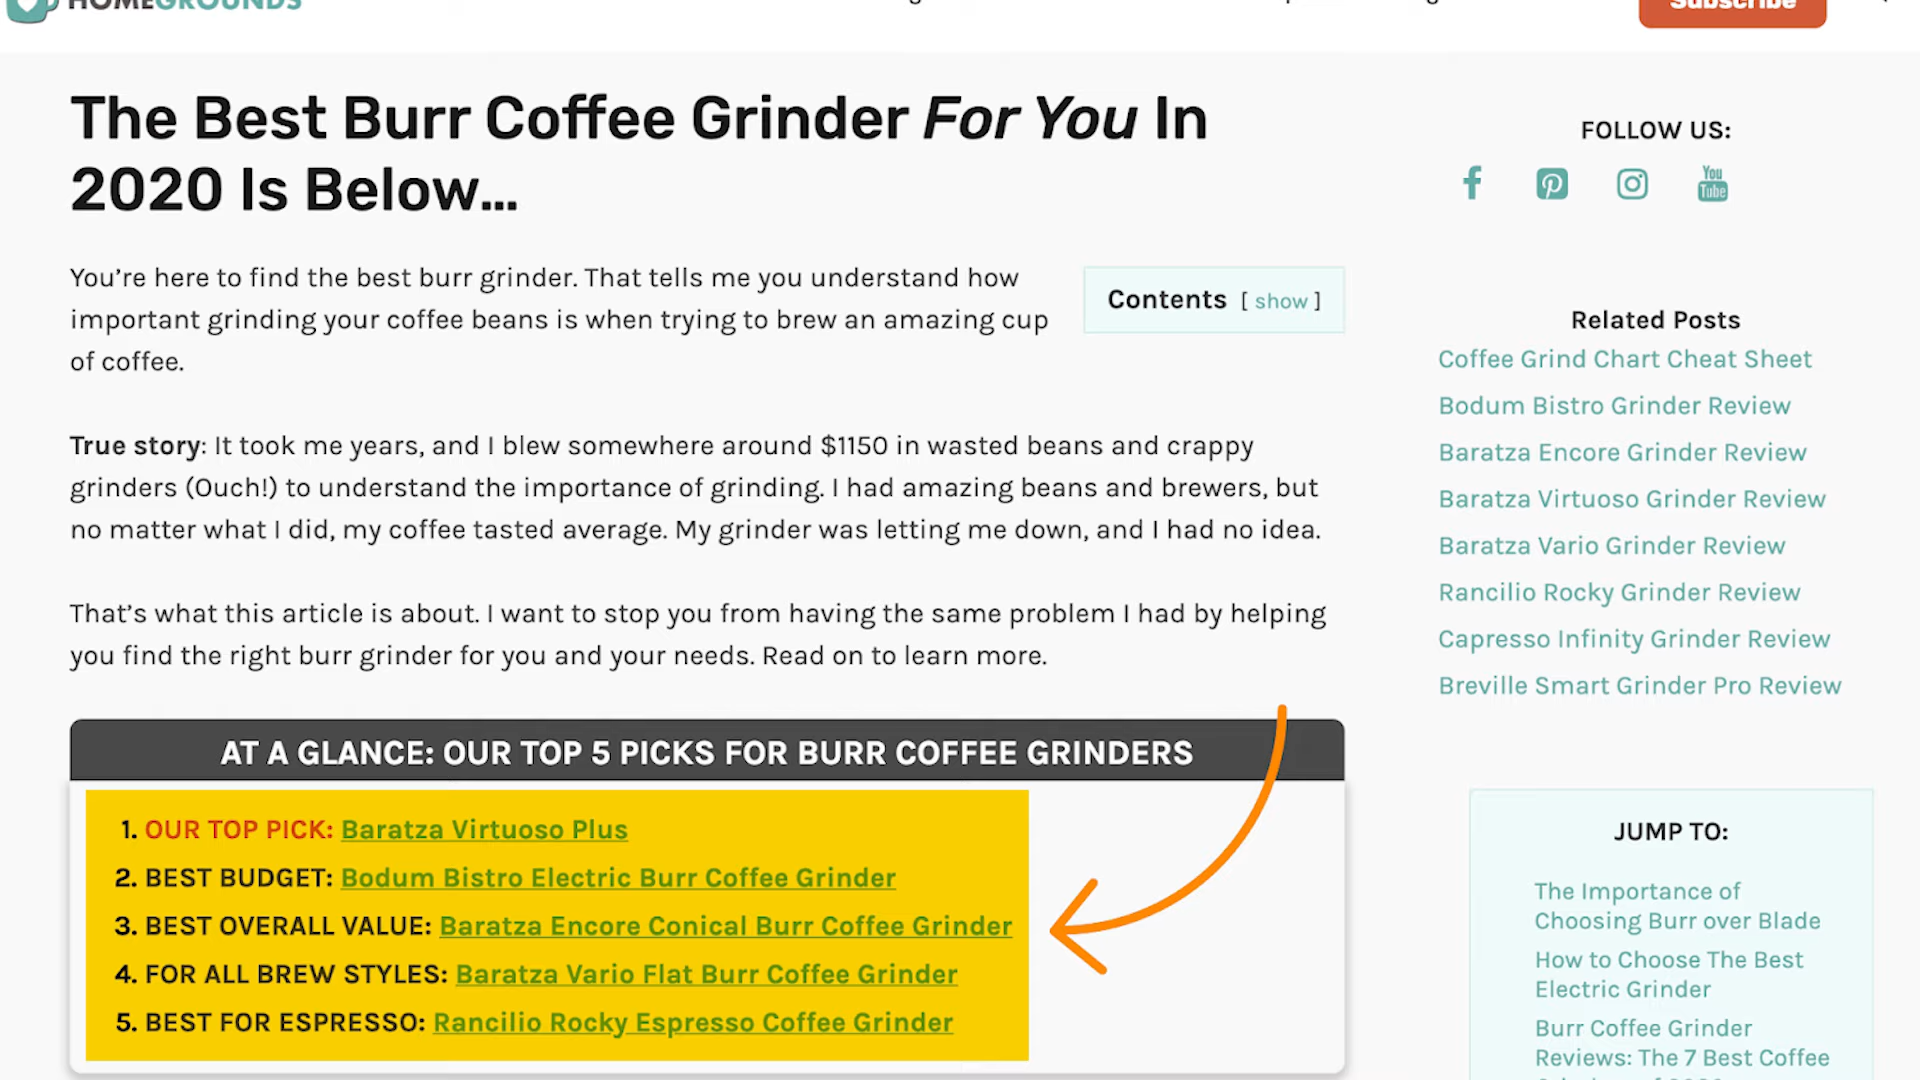 HOMEGROUNDS
Subscribe
The Best Burr Coffee Grinder For You In
2020 Is Below...
You're here to find the best burr grinder. That tells me you understand how
important grinding your coffee beans is when trying to brew an amazing cup
of coffee.
Contents [ show ]
True story: It took me years, and I blew somewhere around $1150 in wasted beans and crappy
grinders (Ouch!) to understand the importance of grinding. I had amazing beans and brewers, but
no matter what I did, my coffee tasted average. My grinder was letting me down, and I had no idea.
That's what this article is about. I want to stop you from having the same problem I had by helping
you find the right burr grinder for you and your needs. Read on to learn more.
AT A GLANCE: OUR TOP 5 PICKS FOR BURR COFFEE GRINDERS
1. OUR TOP PICK: Baratza Virtuoso Plus
2. BEST BUDGET: Bodum Bistro Electric Burr Coffee Grinder
3. BEST OVERALL VALUE: Baratza Encore Conical Burr Coffee Grinder
4. FOR ALL BREW STYLES: Baratza Vario Flat Burr Coffee Grinder
5. BEST FOR ESPRESSO: Rancilio Rocky Espresso Coffee Grinder
FOLLOW US:
You
Tube
Related Posts
Coffee Grind Chart Cheat Sheet
Bodum Bistro Grinder Review
Baratza Encore Grinder Review
Baratza Virtuoso Grinder Review
Baratza Vario Grinder Review
Rancilio Rocky Grinder Review
Capresso Infinity Grinder Review
Breville Smart Grinder Pro Review
JUMP TO:
The Importance of
Choosing Burr over Blade
How to Choose The Best
Electric Grinder
Burr Coffee Grinder
Reviews: The 7 Best Coffee